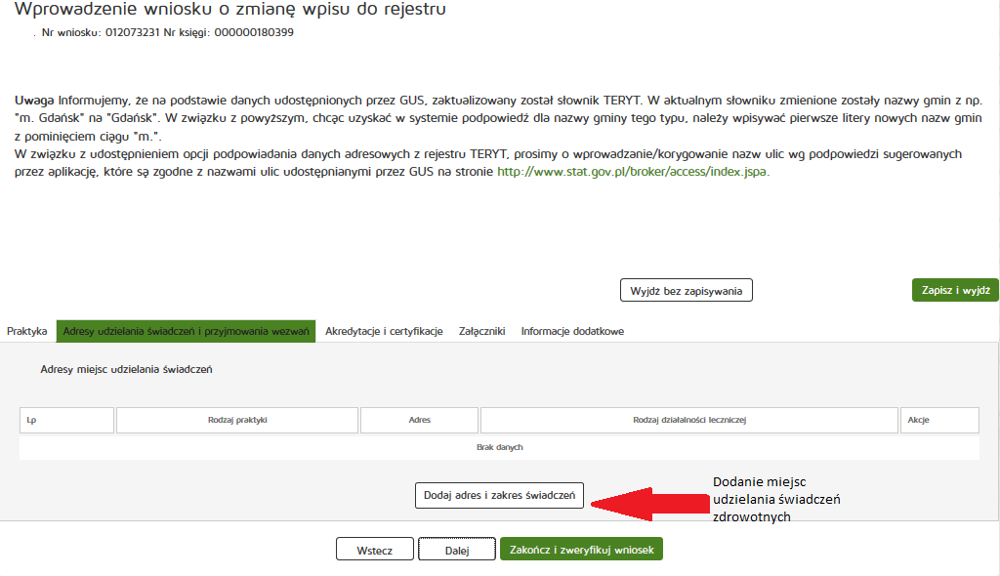 Wprowadzenie wniosku o zmianę wpisu do rejestru
. Nr wniosku: 012073231 Nr księgi: 000000180399
Uwaga Informujemy, że na podstawie danych udostępnionych przez GUS, zaktualizowany został słownik TERYT. W aktualnym słowniku zmienione zostały nazwy gmin z np.
"m. Gdańsk" na "Gdańsk". W związku z powyższym, chcąc uzyskać w systemie podpowiedź dla nazwy gminy tego typu, należy wpisywać pierwsze litery nowych nazw gmin
z pominięciem ciągu "m.".
W związku z udostępnieniem opcji podpowiadania danych adresowych z rejestru TERYT, prosimy o wprowadzanie/korygowanie nazw ulic wg podpowiedzi sugerowanych
przez aplikację, które są zgodne z nazwami ulic udostępnianymi przez GUS na stronie http://www.stat.gov.pl/broker/access/index.jspa.
Wyjdź bez zapisywania Zapisz i wyjdź
Praktyka Adresy udzielania świadczeń i przyjmowania wezwań Akredytacje i certyfikacje Załączniki Informacje dodatkowe
Adresy miejsc udzielania świadczeń
Lp Rodzaj praktyki Adres Rodzaj działalności leczniczej Akcje
Brak danych
Dodaj adres i zakres świadczeń
Dodanie miejsc
udzielania świadczeń
zdrowotnych
Wstecz Dalej Zakończ i zweryfikuj wniosek